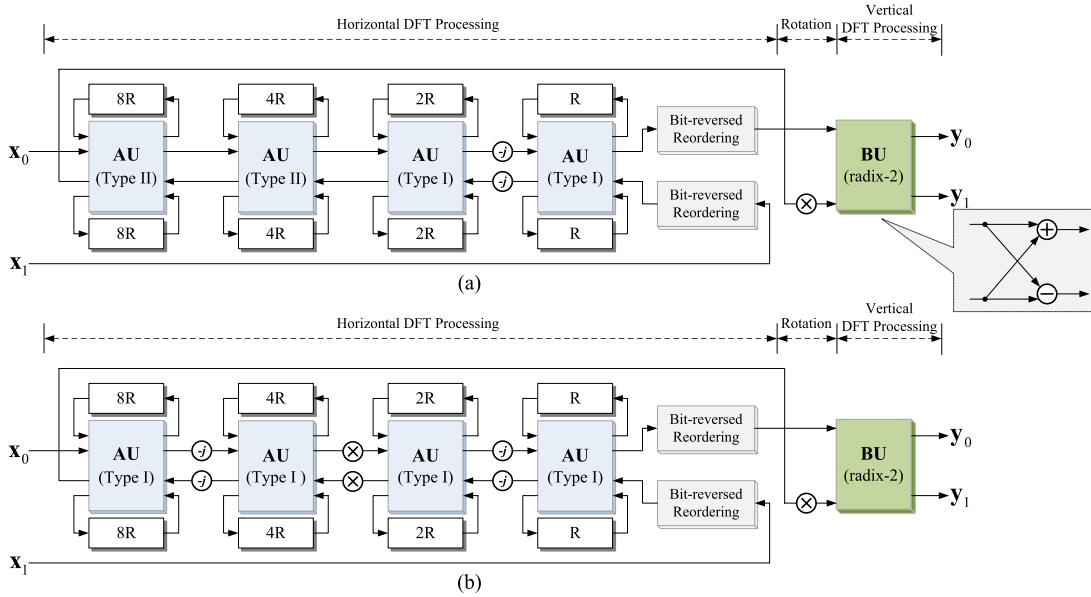 Horizontal DFT Processing
Rotation
Vertical
DFT Processing
8R
4R
2R
R
Bit-reversed
Reordering
x0
AU
(Type II)
AU
(Type II)
AU
(Type I)
-j
-j
AU
(Type I)
Bit-reversed
Reordering
BU
(radix-2)
y0
y1
8R
4R
2R
R
x1
(a)
Horizontal DFT Processing
Rotation
Vertical
DFT Processing
8R
4R
2R
R
Bit-reversed
Reordering
x0
AU
(Type I)
-j
-j
AU
(Type I )
AU
(Type I)
-j
-j
AU
(Type I)
Bit-reversed
Reordering
BU
(radix-2)
y0
y1
8R
4R
2R
R
x1
(b)